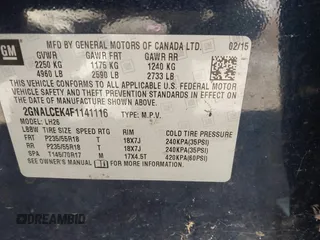 GM
MFD BY GENERAL MOTORS OF CANADA LTD. 02/15
GVWR GAWR FRT GAWR RR
2250 KG 1175 KG 1240 KG
4960 LB 2590 LB 2733 LB
THIS VEHICLE CONFORMS TO ALL APPLICABLE U.S. FEDERAL MOTOR
VEHICLE SAFETY, BUMPER, AND THEFT PREVENTION STANDARDS
IN EFFECT ON THE DATE OF MANUFACTURE SHOWN ABOVE.
2GNALCEK4F1141116 TYPE: M.P.V.
MODEL: LH26
TIRE SIZE SPEED RTG RIM COLD TIRE PRESSURE
FRT P235/55R18 T 18X7J 240KPA(35PSI)
RR P235/55R18 T 18X7J 240KPA(35PSI)
SPA T145/70R17 M 17X4.5T 420KPA(60PSI)
SEE OWNER'S MANUAL FOR ADDITIONAL INFORMATION.
DREAMBID